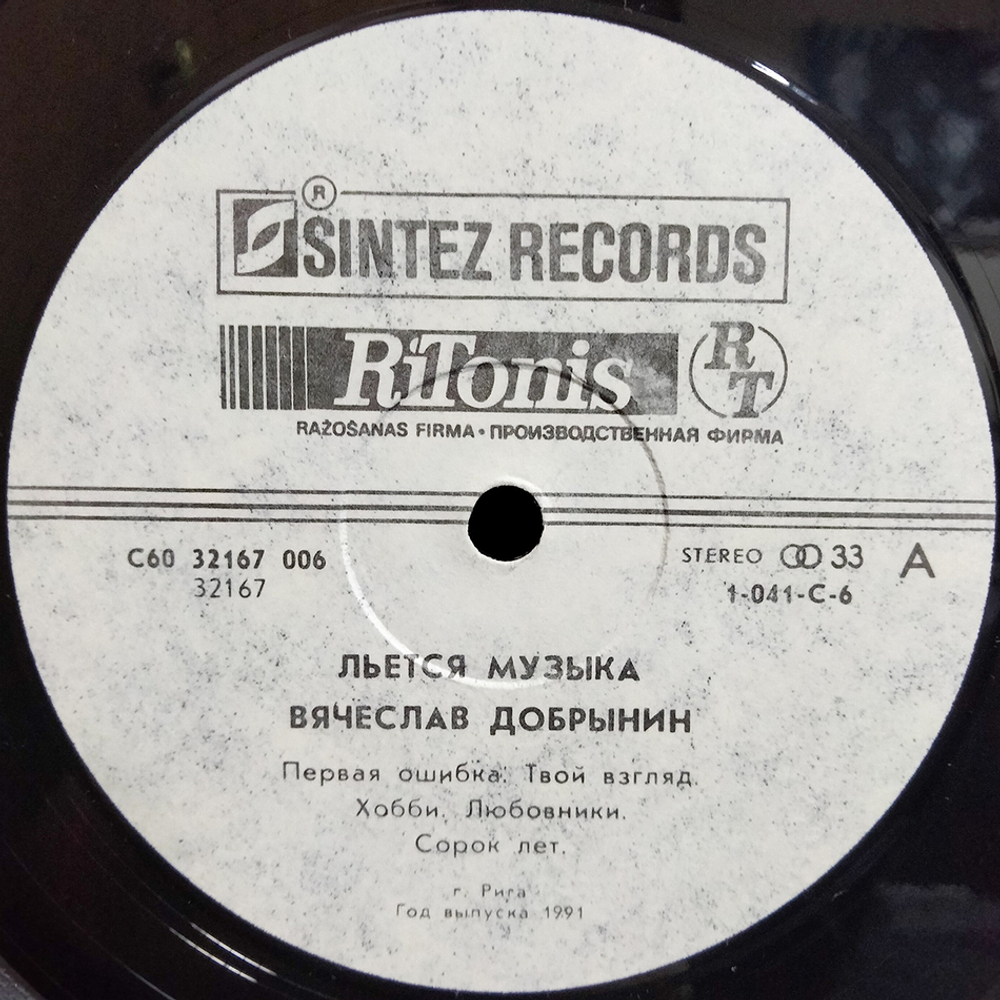 ®
SINTEZ RECORDS
RiTonis RT
RAŽOŠANAS FIRMA • ПРОИЗВОДСТВЕННАЯ ФИРМА
С60 32167 006
32167
STEREO 33 A
1-041-С-6
ЛЬЕТСЯ МУЗЫКА
ВЯЧЕСЛАВ ДОБРЫНИН
Первая ошибка. Твой взгляд.
Хобби. Любовники.
Сорок лет.
г. Рига
Год выпуска 1991